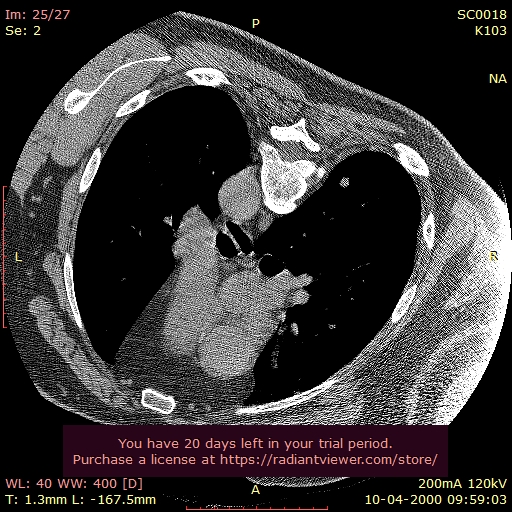 Im: 25/27
Se: 2
P
SC0018
K103
NA
L
R
You have 20 days left in your trial period.
Purchase a license at https://radiantviewer.com/store/
WL: 40 WW: 400 [D]
T: 1.3mm L: -167.5mm
A
200mA 120kV
10-04-2000 09:59:03